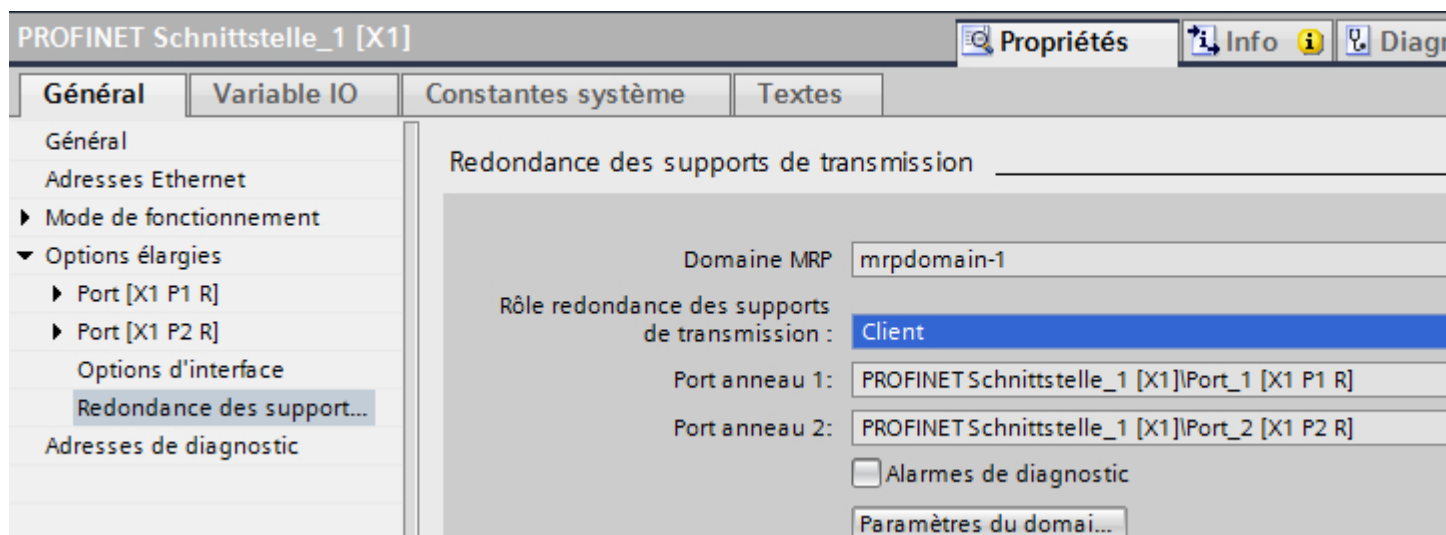 PROFINET Schnittstelle_1 [X1]
Propriétés
Info
Diagn
Général
Variable IO
Constantes système
Textes
Général
Adresses Ethernet
Mode de fonctionnement
Options élargies
Port [X1 P1 R]
Port [X1 P2 R]
Options d'interface
Redondance des support...
Adresses de diagnostic
Redondance des supports de transmission
Domaine MRP mrpdomain-1
Rôle redondance des supports
de transmission : Client
Port anneau 1: PROFINET Schnittstelle_1 [X1]\Port_1 [X1 P1 R]
Port anneau 2: PROFINET Schnittstelle_1 [X1]\Port_2 [X1 P2 R]
Alarmes de diagnostic
Paramètres du domai...